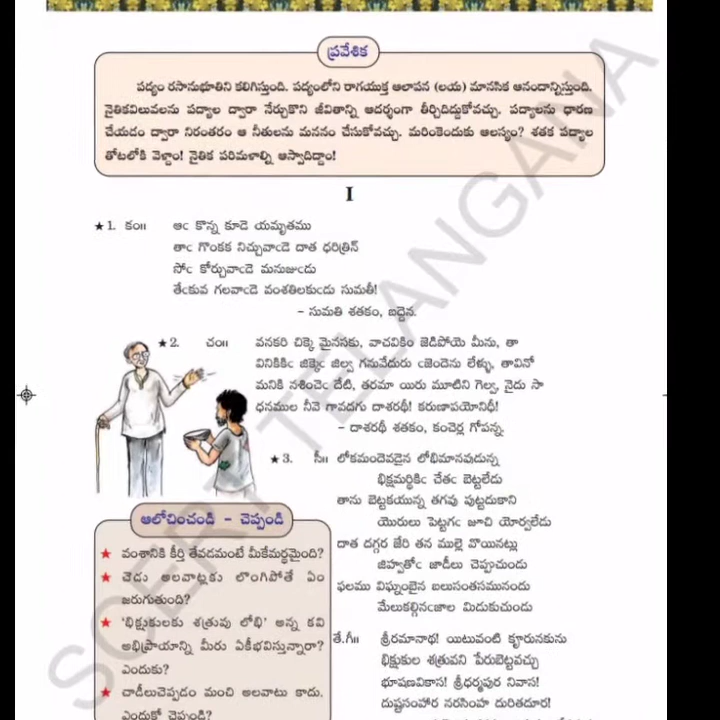 ప్రవేశిక
పద్యం రసానుభూతిని కలిగిస్తుంది. పద్యంలోని రాగయుక్త ఆలాపన (లయ) మానసిక ఆనందాన్నిస్తుంది.
నైతికవిలువలను పద్యాల ద్వారా నేర్చుకొని జీవితాన్ని ఆదర్శంగా తీర్చిదిద్దుకోవచ్చు. పద్యాలను ధారణ
చేయడం ద్వారా నిరంతరం ఆ నీతులను మననం చేసుకోవచ్చు. మరింకెందుకు ఆలస్యం? శతక పద్యాల
తోటలోకి వెళ్దాం! నైతిక పరిమళాల్ని ఆస్వాదిద్దాం!
I
★ 1. కం॥ ఆఁ కొన్న కూడె యమృతము
తాఁ గొంకక నిచ్చువాఁడె దాత ధరిత్రిన్
సోఁ కోర్చువాఁడె మనుజుఁడు
తేఁకువ గలవాఁడె వంశతిలకుఁడు సుమతీ!
– సుమతి శతకం, బద్దెన.
★ 2. చం॥ వనకరి చిక్కె మైనసకు, వాచవికిం జెడిపోయె మీను, తా
వినికికిఁ జిక్కెఁ జిల్వ గనువేదురు ఁజెందెను లేళ్ళు, తావినో
మనికి నశించెఁ దేటి, తరమా యిరు మూటిని గెల్వ, నైదు సా
ధనముల నీవె గావదగు దాశరథీ! కరుణాపయోనిధీ!
– దాశరథీ శతకం, కంచెర్ల గోపన్న
★ 3. సీ॥ లోకమందెవడైన లోభిమానవుడున్న
భిక్షమర్థికిఁ చేతఁ బెట్టలేడు
తాను బెట్టకయున్న తగవు పుట్టదుకాని
యొరులు పెట్టగఁ జూచి యోర్వలేడు
దాత దగ్గర జేరి తన ముల్లె వొయినట్లు
జిహ్వతోఁడ జాడీలు చెప్పుచుండు
ఫలము విఘ్నంబైన బలుసంతసమునందు
మేలుకల్గినఁజాల మిడుకుచుండు
తే.గీ॥ శ్రీరమానాథ! యిటువంటి క్రూరునకును
భిక్షుకుల శత్రువని పేరుబెట్టవచ్చు
భూషణవికాస! శ్రీధర్మపుర నివాస!
దుష్టసంహార నరసింహ దురితదూర!
ఆలోచించండి – చెప్పండి
★ వంశానికి కీర్తి తేవడమంటే మీకేమర్థమైంది?
★ చెడు అలవాట్లకు లొంగిపోతే ఏం
జరుగుతుంది?
★ 'భిక్షుకులకు శత్రువు లోభి' అన్న కవి
అభిప్రాయాన్ని మీరు ఏకీభవిస్తున్నారా?
ఎందుకు?
★ చాడీలుచెప్పడం మంచి అలవాటు కాదు.
ఎందుకో చెప్పండి?
SCERT TELANGANA